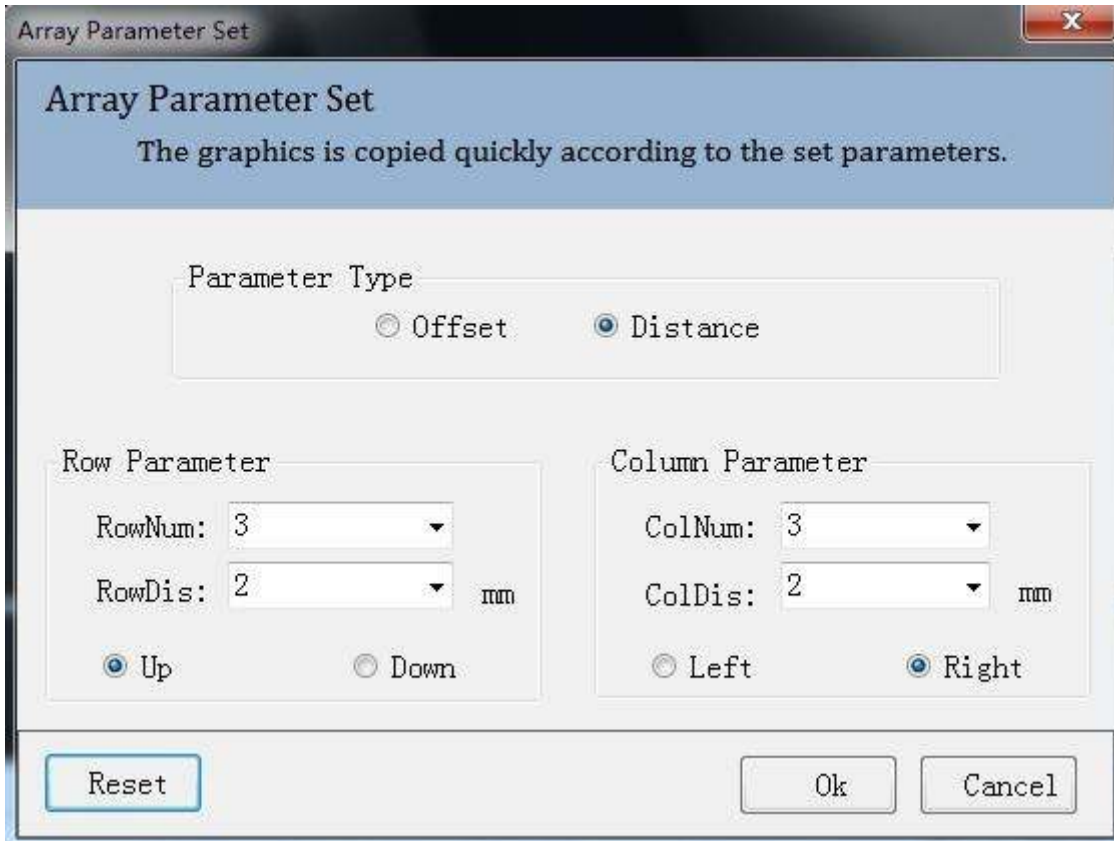 Array Parameter Set
Array Parameter Set
The graphics is copied quickly according to the set parameters.
Parameter Type
Offset Distance
Row Parameter
RowNum: 3
RowDis: 2 mm
Up Down
Column Parameter
ColNum: 3
ColDis: 2 mm
Left Right
Reset Ok Cancel